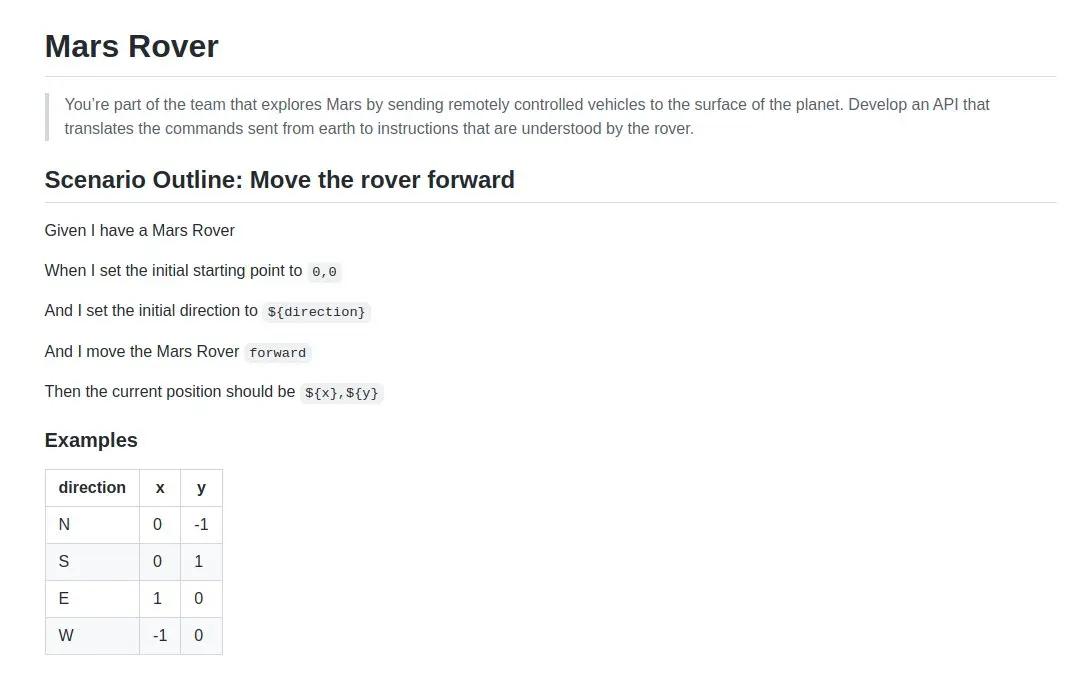 Mars Rover
You’re part of the team that explores Mars by sending remotely controlled vehicles to the surface of the planet. Develop an API that
translates the commands sent from earth to instructions that are understood by the rover.
Scenario Outline: Move the rover forward
Given I have a Mars Rover
When I set the initial starting point to 0,0
And I set the initial direction to ${direction}
And I move the Mars Rover forward
Then the current position should be ${x},${y}
Examples
direction x y
N 0 -1
S 0 1
E 1 0
W -1 0